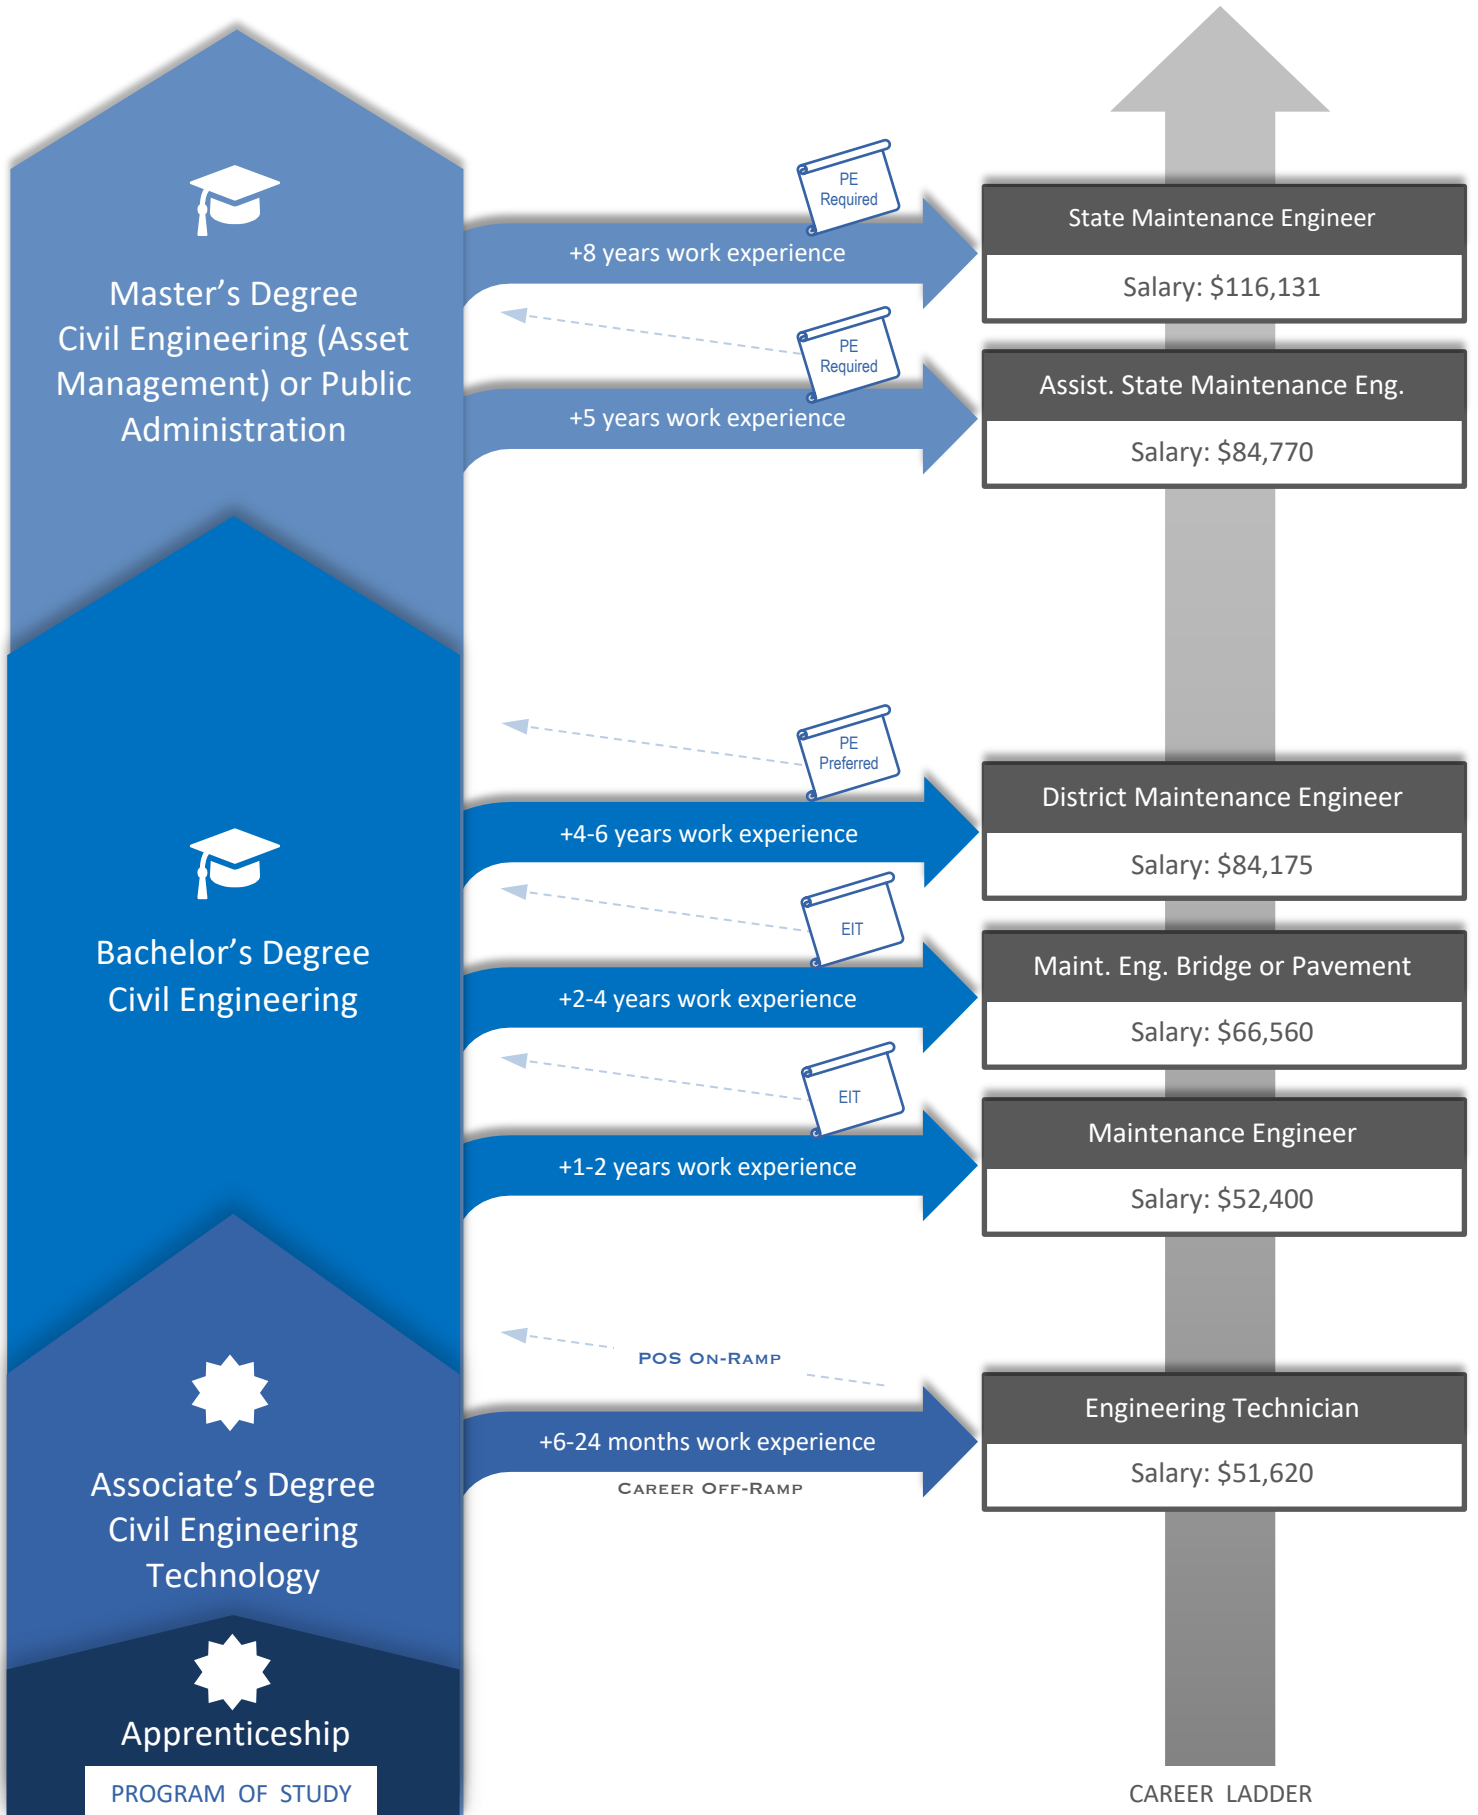 PE
Required
State Maintenance Engineer
+8 years work experience
Salary: $116,131
Master’s Degree
Civil Engineering (Asset
Management) or Public
Administration
PE
Required
Assist. State Maintenance Eng.
+5 years work experience
Salary: $84,770
PE
Preferred
District Maintenance Engineer
+4-6 years work experience
Salary: $84,175
Bachelor’s Degree
Civil Engineering
EIT
Maint. Eng. Bridge or Pavement
+2-4 years work experience
Salary: $66,560
EIT
Maintenance Engineer
+1-2 years work experience
Salary: $52,400
POS On-Ramp
Engineering Technician
+6-24 months work experience
Salary: $51,620
Career Off-Ramp
Associate’s Degree
Civil Engineering
Technology
Apprenticeship
PROGRAM OF STUDY
CAREER LADDER